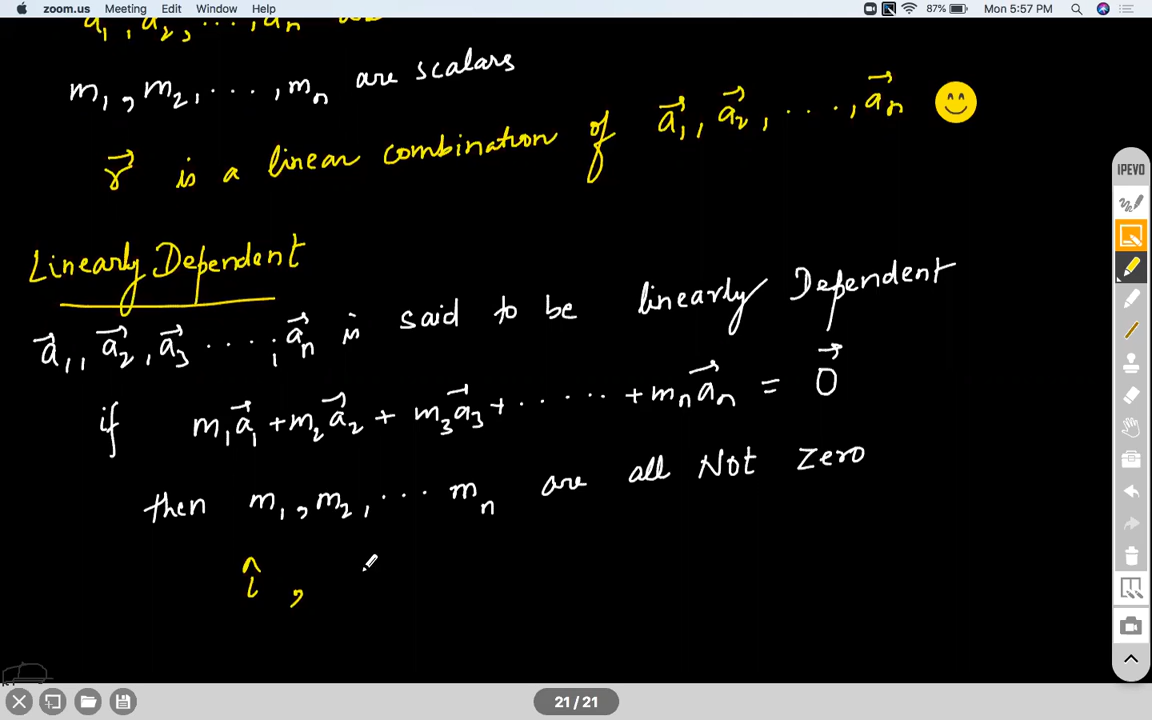 zoom.us Meeting Edit Window Help 87% Mon 5:57 PM
a⃗₁, a⃗₂, ..., a⃗ₙ
m₁, m₂, ..., mₙ are scalars
r⃗ is a linear combination of a⃗₁, a⃗₂, ..., a⃗ₙ
IPEVO
Linearly Dependent
a⃗₁, a⃗₂, a⃗₃ ....., a⃗ₙ is said to be linearly Dependent
if m₁a⃗₁ + m₂a⃗₂ + m₃a⃗₃ + ...... + mₙa⃗ₙ = 0⃗
then m₁, m₂, ... mₙ are all Not Zero
î ,
21 / 21